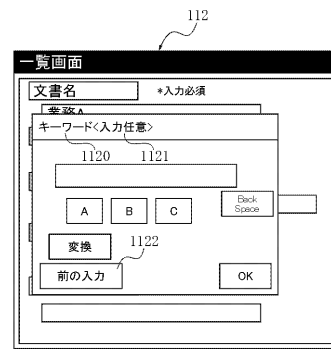 112
一覧画面
文書名 *入力必須
業務A
キーワード<入力任意>
1120 1121
A B C
Back
Space
変換 1122
前の入力 OK